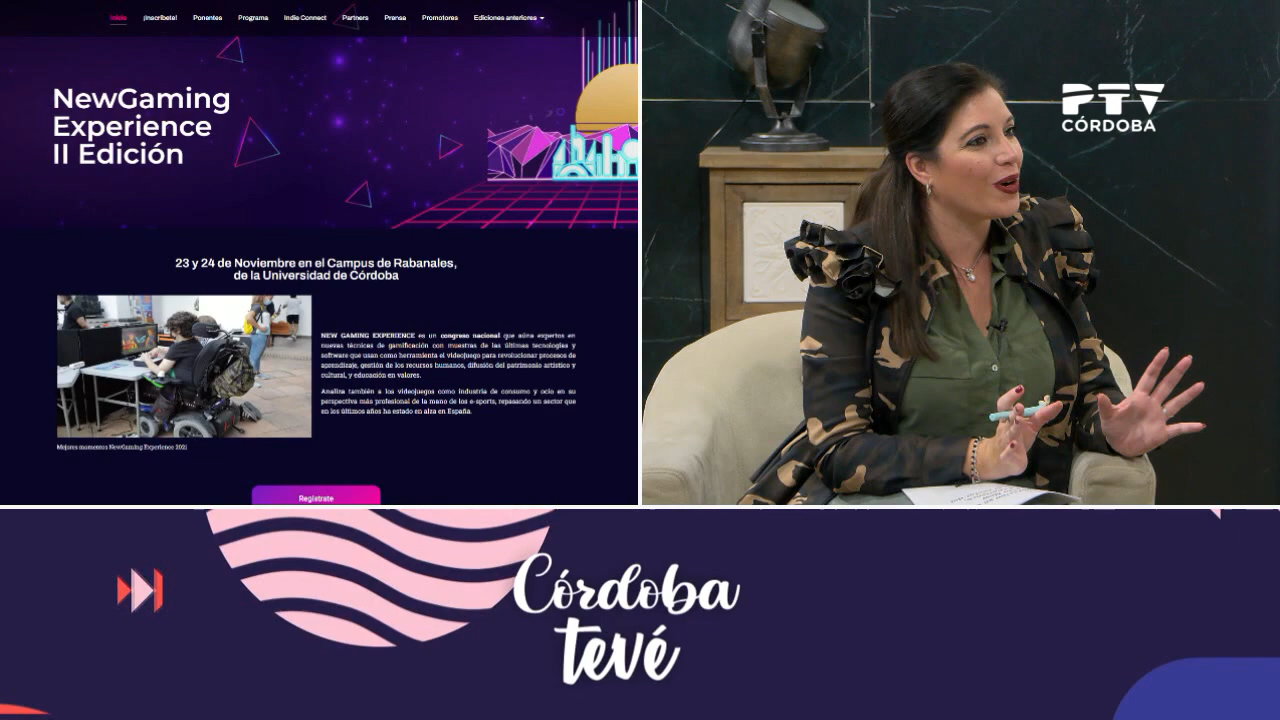 Inicio
¡Inscríbete!
Ponentes
Programa
Indie Connect
Partners
Prensa
Promotores
Ediciones anteriores
NewGaming
Experience
II Edición
23 y 24 de Noviembre en el Campus de Rabanales,
de la Universidad de Córdoba
NEW GAMING EXPERIENCE es un congreso nacional que aúna expertos en
nuevas técnicas de gamificación con muestras de las últimas tecnologías y
software que usan como herramienta el videojuego para revolucionar procesos de
aprendizaje, gestión de los recursos humanos, difusión del patrimonio artístico y
cultural, y educación en valores.
Analiza también a los videojuegos como industria de consumo y ocio en su
perspectiva más profesional de la mano de los e-sports, repasando un sector que
en los últimos años ha estado en alza en España.
Mejores momentos NewGaming Experience 2021
Regístrate
PTV
CÓRDOBA
Córdoba
tevé